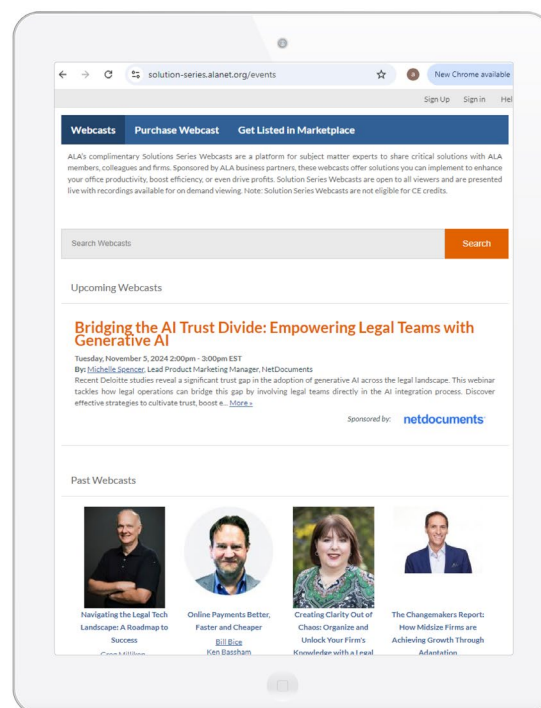 solution-series.alanet.org/events
a
New Chrome available
Sign Up Sign in Hel
Webcasts Purchase Webcast Get Listed in Marketplace
ALA's complimentary Solutions Series Webcasts are a platform for subject matter experts to share critical solutions with ALA
members, colleagues and firms. Sponsored by ALA business partners, these webcasts offer solutions you can implement to enhance
your office productivity, boost efficiency, or even drive profits. Solution Series Webcasts are open to all viewers and are presented
live with recordings available for on demand viewing. Note: Solution Series Webcasts are not eligible for CE credits.
Search Webcasts Search
Upcoming Webcasts
Bridging the AI Trust Divide: Empowering Legal Teams with
Generative AI
Tuesday, November 5, 2024 2:00pm - 3:00pm EST
By: Michelle Spencer, Lead Product Marketing Manager, NetDocuments
Recent Deloitte studies reveal a significant trust gap in the adoption of generative AI across the legal landscape. This webinar
tackles how legal operations can bridge this gap by involving legal teams directly in the AI integration process. Discover
effective strategies to cultivate trust, boost e... More »
Sponsored by: netdocuments
Past Webcasts
Navigating the Legal Tech
Landscape: A Roadmap to
Success
Greg Milliken
Online Payments Better,
Faster and Cheaper
Bill Bice
Ken Bassham
Creating Clarity Out of
Chaos: Organize and
Unlock Your Firm's
Knowledge with a Legal
The Changemakers Report:
How Midsize Firms are
Achieving Growth Through
Adaptation